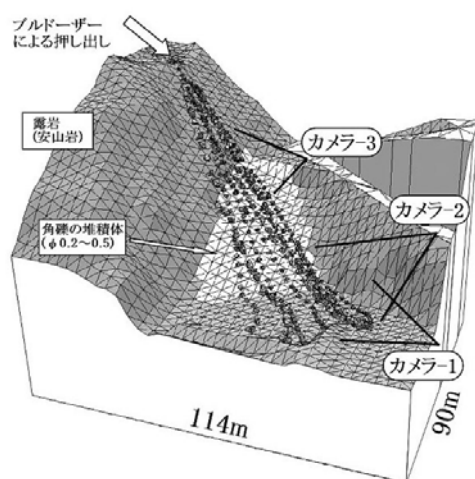 ブルドーザー
による押し出し
露岩
(安山岩)
カメラ-3
カメラ-2
角礫の堆積体
(φ0.2～0.5)
カメラ-1
114m
90m